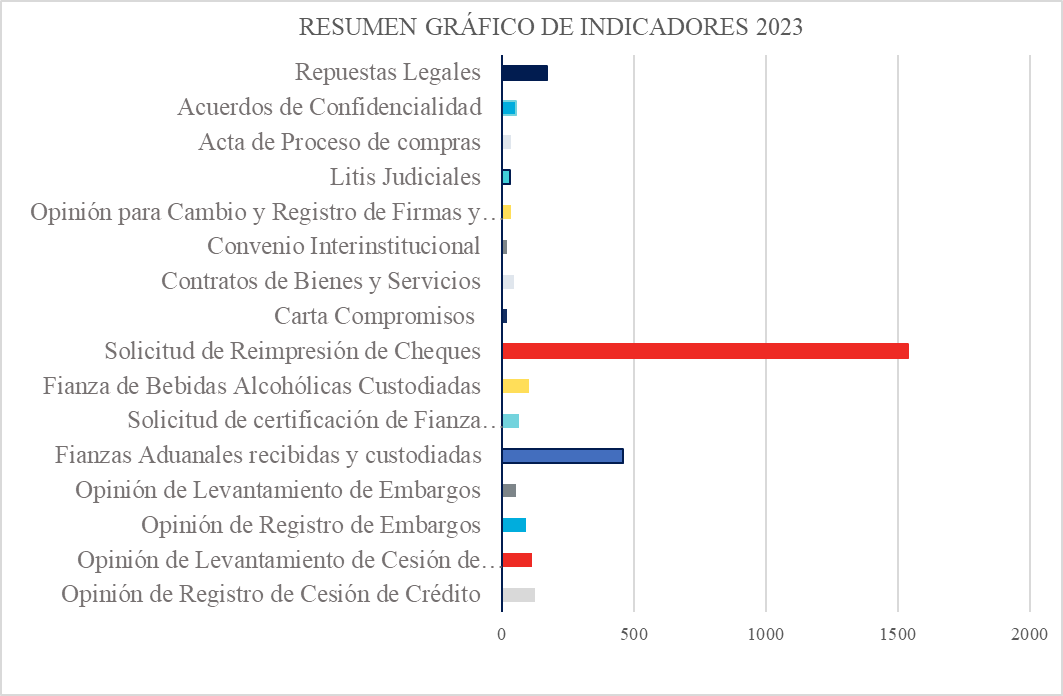 RESUMEN GRÁFICO DE INDICADORES 2023
Repuestas Legales
Acuerdos de Confidencialidad
Acta de Proceso de compras
Litis Judiciales
Opinión para Cambio y Registro de Firmas y…
Convenio Interinstitucional
Contratos de Bienes y Servicios
Carta Compromisos
Solicitud de Reimpresión de Cheques
Fianza de Bebidas Alcohólicas Custodiadas
Solicitud de certificación de Fianza…
Fianzas Aduanales recibidas y custodiadas
Opinión de Levantamiento de Embargos
Opinión de Registro de Embargos
Opinión de Levantamiento de Cesión de…
Opinión de Registro de Cesión de Crédito
0 500 1000 1500 2000